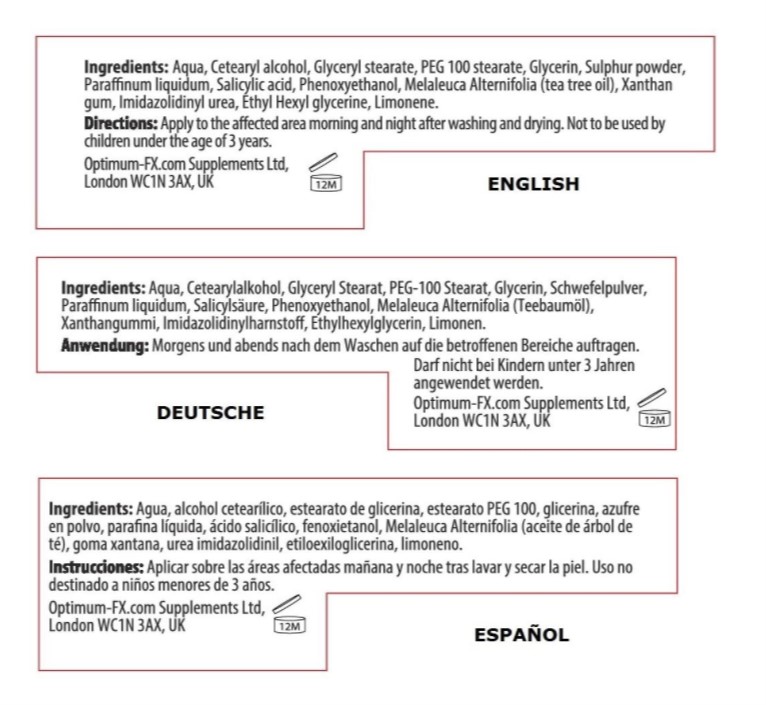 Ingredients: Aqua, Cetearyl alcohol, Glyceryl stearate, PEG 100 stearate, Glycerin, Sulphur powder,
Paraffinum liquidum, Salicylic acid, Phenoxyethanol, Melaleuca Alternifolia (tea tree oil), Xanthan
gum, Imidazolidinyl urea, Ethyl Hexyl glycerine, Limonene.
Directions: Apply to the affected area morning and night after washing and drying. Not to be used by
children under the age of 3 years.
Optimum-FX.com Supplements Ltd,
London WC1N 3AX, UK
12M
ENGLISH
Ingredients: Aqua, Cetearylalkohol, Glyceryl Stearat, PEG-100 Stearat, Glycerin, Schwefelpulver,
Paraffinum liquidum, Salicylsäure, Phenoxyethanol, Melaleuca Alternifolia (Teebaumöl),
Xanthangummi, Imidazolidinylharnstoff, Ethylhexylglycerin, Limonen.
Anwendung: Morgens und abends nach dem Waschen auf die betroffenen Bereiche auftragen.
Darf nicht bei Kindern unter 3 Jahren
angewendet werden.
Optimum-FX.com Supplements Ltd,
London WC1N 3AX, UK
12M
DEUTSCHE
Ingredients: Agua, alcohol cetearílico, estearato de glicerina, estearato PEG 100, glicerina, azufre
en polvo, parafina líquida, ácido salicílico, fenoxietanol, Melaleuca Alternifolia (aceite de árbol de
té), goma xantana, urea imidazolidinil, etiloexiloglicerina, limoneno.
Instrucciones: Aplicar sobre las áreas afectadas mañana y noche tras lavar y secar la piel. Uso no
destinado a niños menores de 3 años.
Optimum-FX.com Supplements Ltd,
London WC1N 3AX, UK
12M
ESPAÑOL